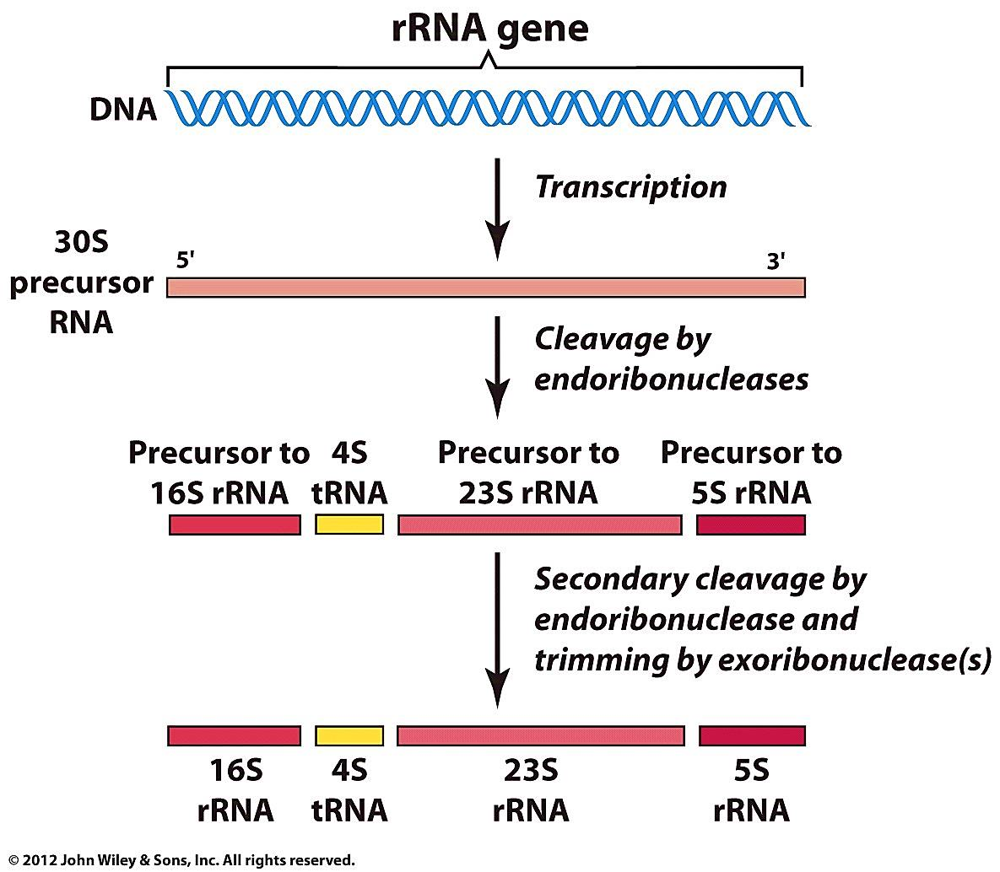 rRNA gene
DNA
Transcription
30S
precursor
RNA
5'
3'
Cleavage by
endoribonucleases
Precursor to
16S rRNA
4S
tRNA
Precursor to
23S rRNA
Precursor to
5S rRNA
Secondary cleavage by
endoribonuclease and
trimming by exoribonuclease(s)
16S
rRNA
4S
tRNA
23S
rRNA
5S
rRNA
© 2012 John Wiley & Sons, Inc. All rights reserved.